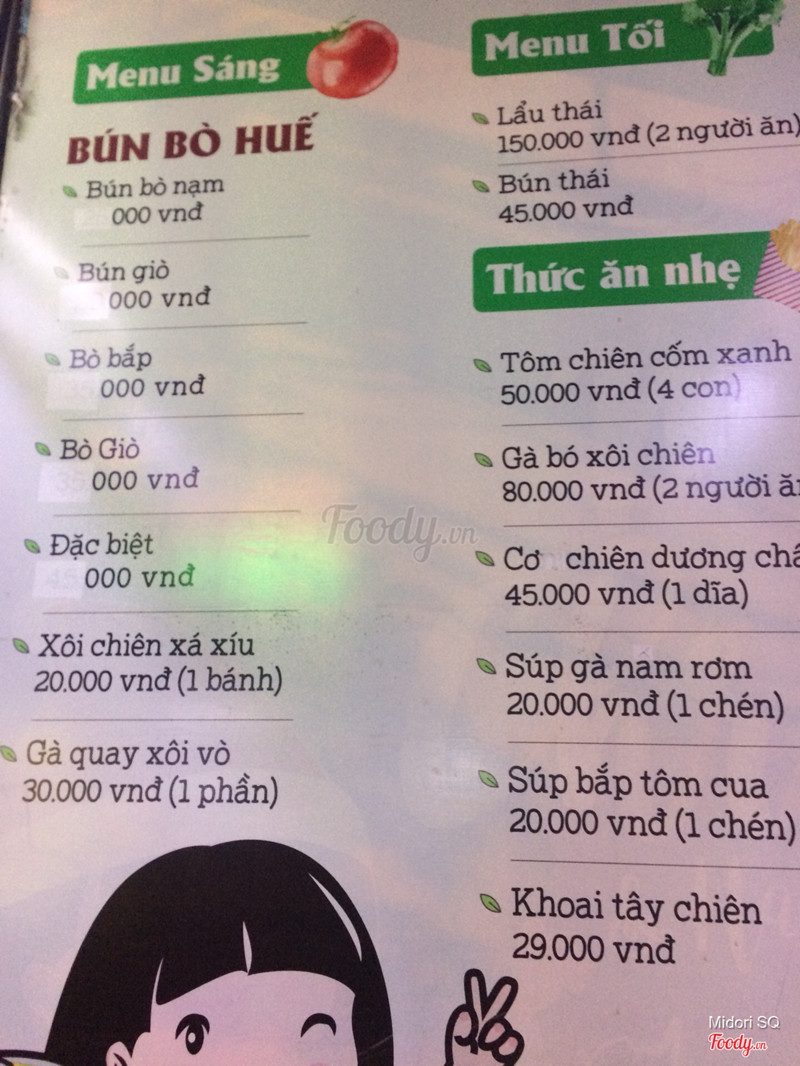 Menu Sáng
BÚN BÒ HUẾ
Bún bò nạm
000 vnđ
Bún giò
000 vnđ
Bò bắp
000 vnđ
Bò Giò
000 vnđ
Đặc biệt
000 vnđ
Xôi chiên xá xíu
20.000 vnđ (1 bánh)
Gà quay xôi vò
30.000 vnđ (1 phần)
Menu Tối
Lẩu thái
150.000 vnđ (2 người ăn)
Bún thái
45.000 vnđ
Thức ăn nhẹ
Tôm chiên cốm xanh
50.000 vnđ (4 con)
Gà bó xôi chiên
80.000 vnđ (2 người
Cơ chiên dương
45.000 vnđ (1 dĩa)
Súp gà nam rơm
20.000 vnđ (1 chén)
Súp bắp tôm cua
20.000 vnđ (1 chén)
Khoai tây chiên
29.000 vnđ
Foody.vn
Midori SQ
Foody.vn